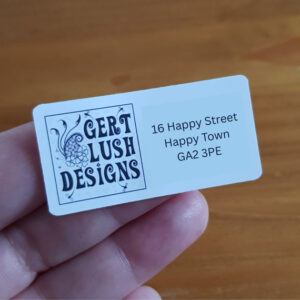 GERT
LUSH
DESIGNS
16 Happy Street
Happy Town
GA2 3PE